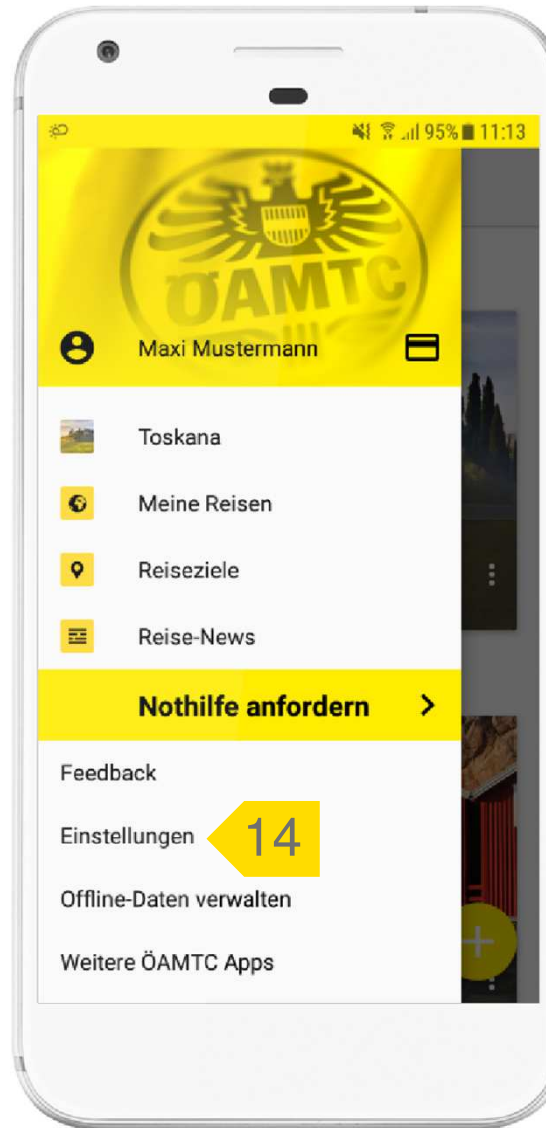 95% 11:13
ÖAMTC
Maxi Mustermann
Toskana
Meine Reisen
Reiseziele
Reise-News
Nothilfe anfordern
Feedback
Einstellungen 14
Offline-Daten verwalten
Weitere ÖAMTC Apps